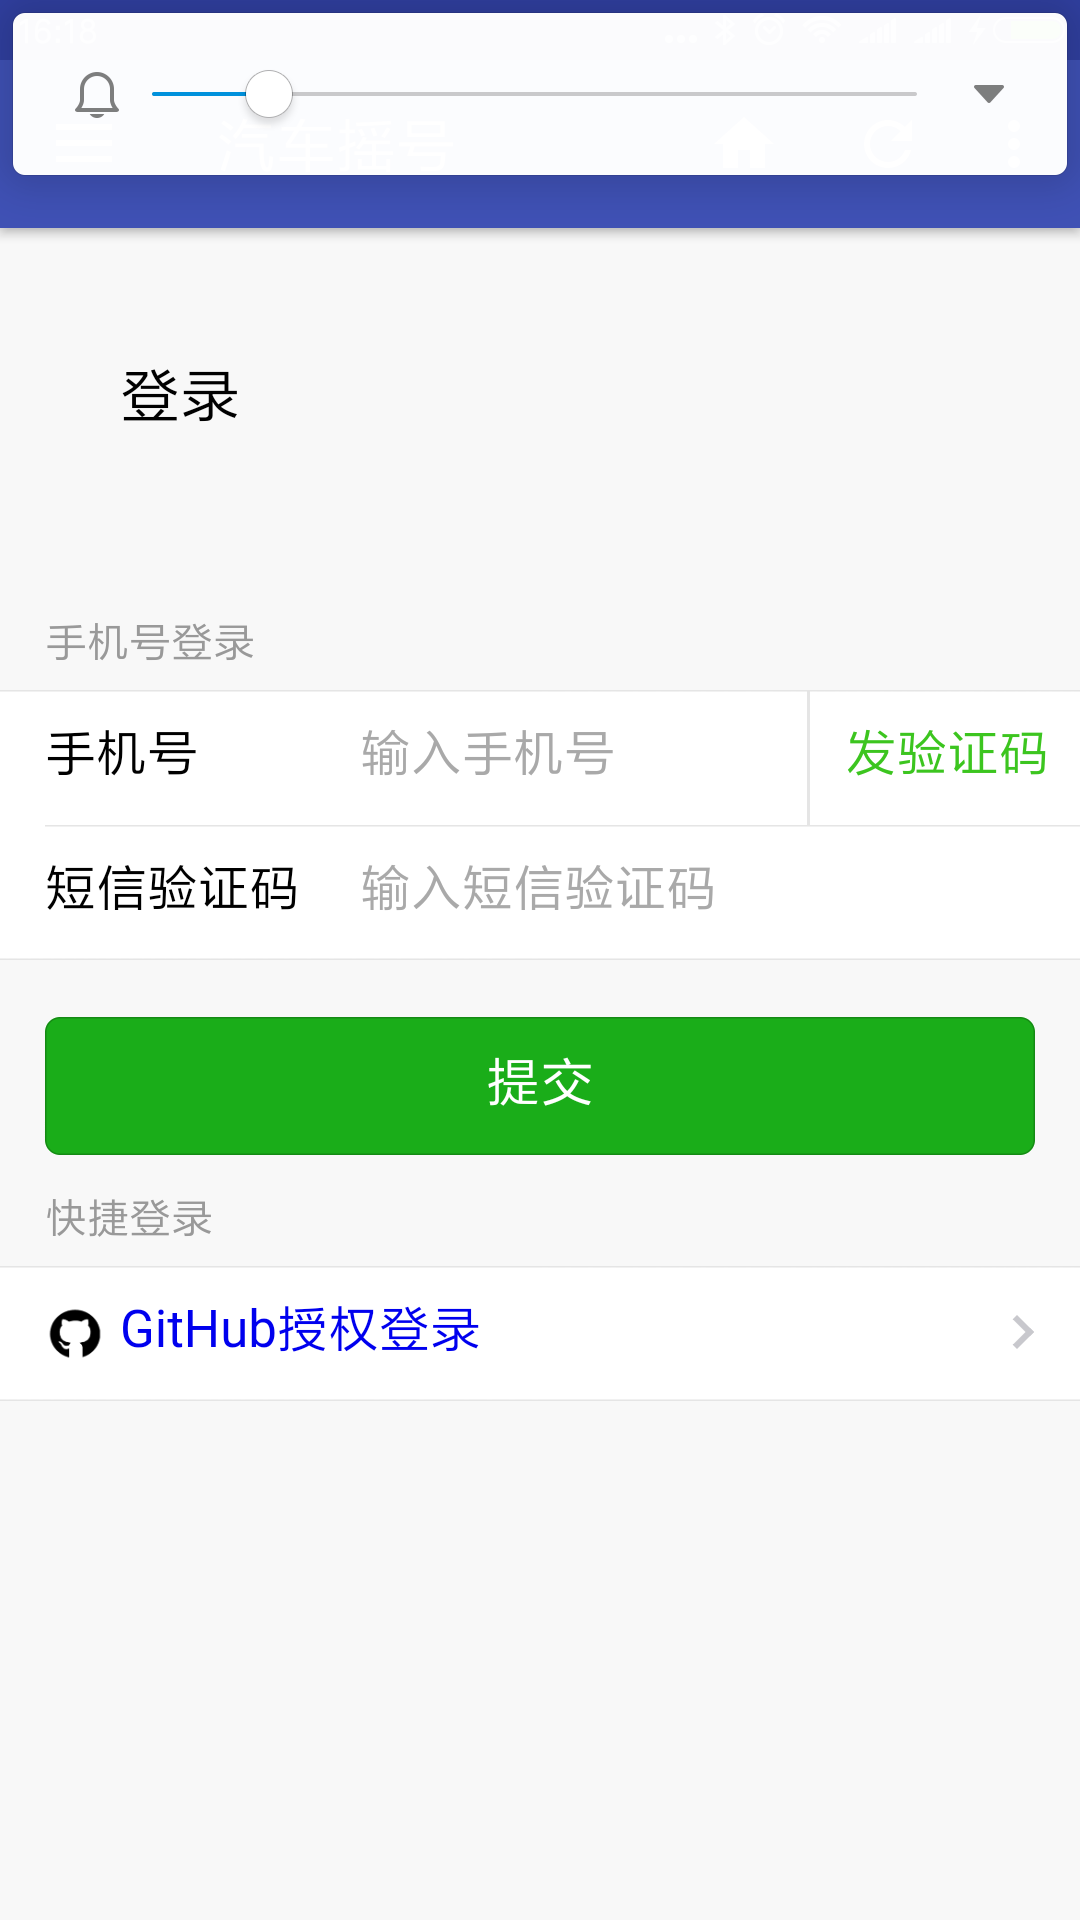 16:18
汽车摇号
登录
手机号登录
手机号 输入手机号 发验证码
短信验证码 输入短信验证码
提交
快捷登录
GitHub授权登录